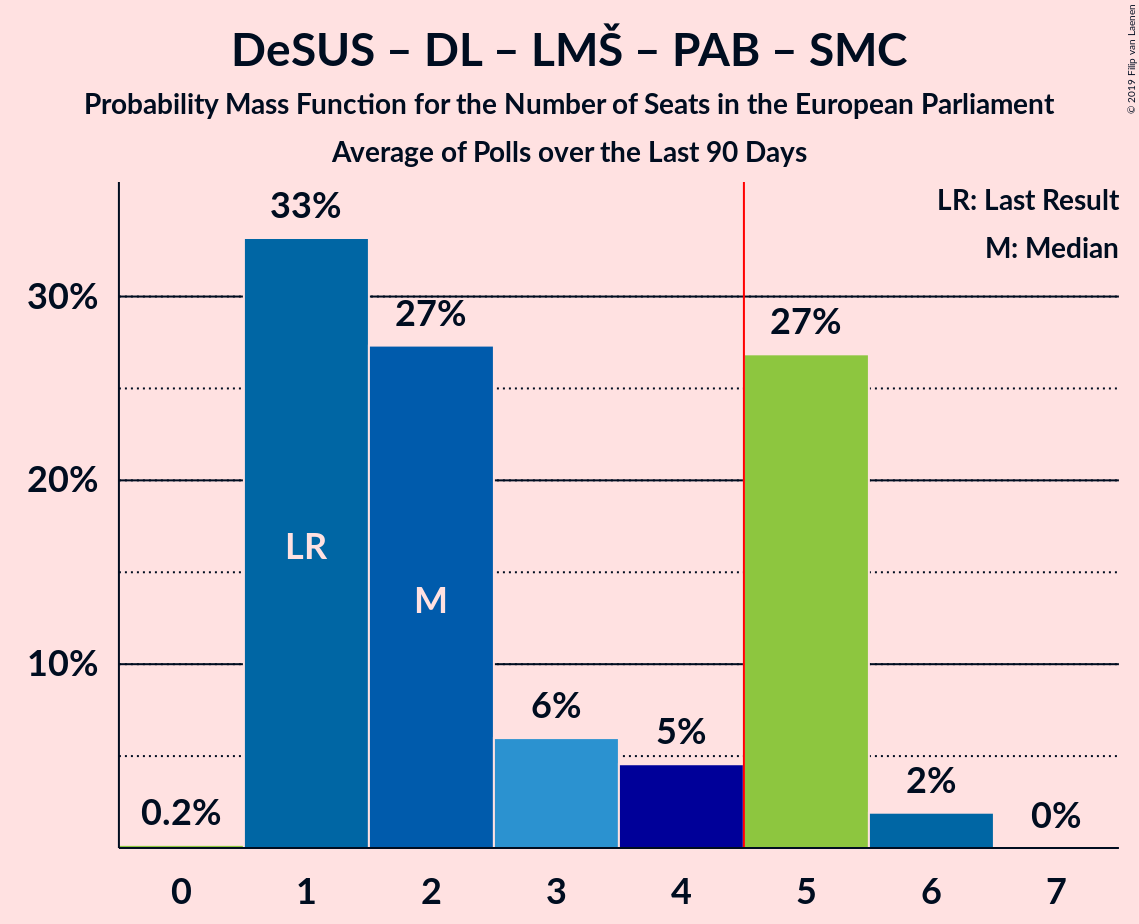 DeSUS – DL – LMŠ – PAB – SMC
Probability Mass Function for the Number of Seats in the European Parliament
Average of Polls over the Last 90 Days
© 2019 Filip van Laenen
LR: Last Result
M: Median
33%
27%
27%
6%
5%
2%
0.2%
0%
LR
M
30%
20%
10%
0 1 2 3 4 5 6 7